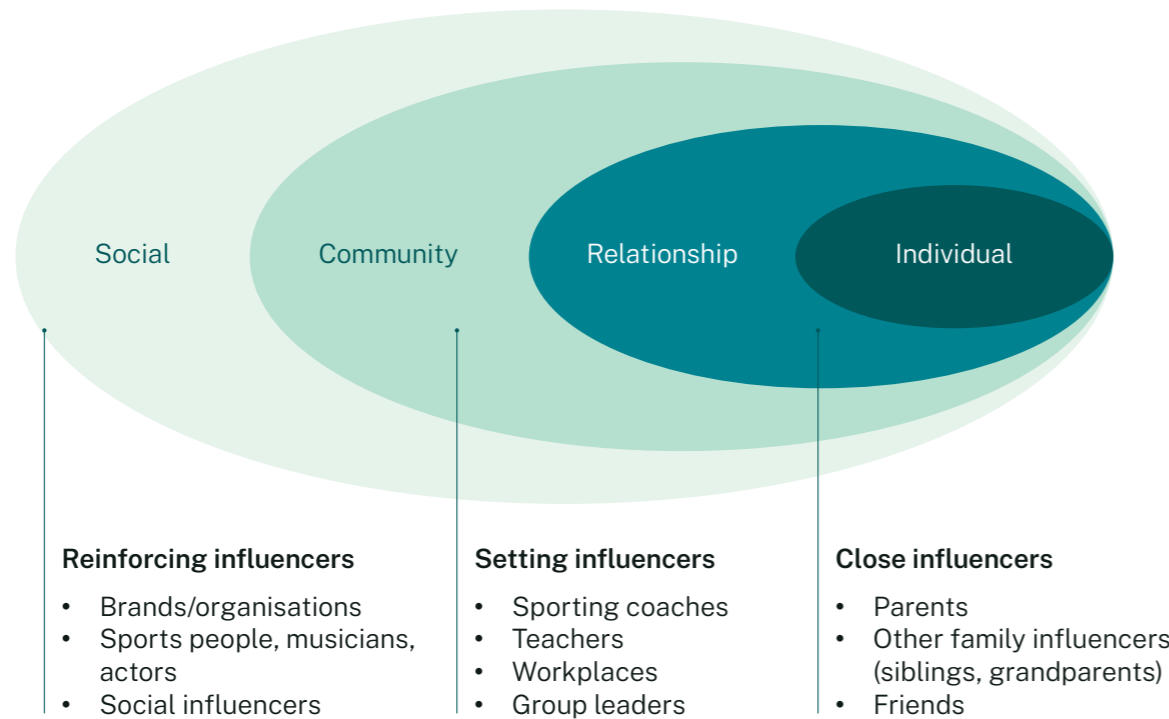 Social
Community
Relationship
Individual
Reinforcing influencers
• Brands/organisations
• Sports people, musicians,
actors
• Social influencers
Setting influencers
• Sporting coaches
• Teachers
• Workplaces
• Group leaders
Close influencers
• Parents
• Other family influencers
(siblings, grandparents)
• Friends